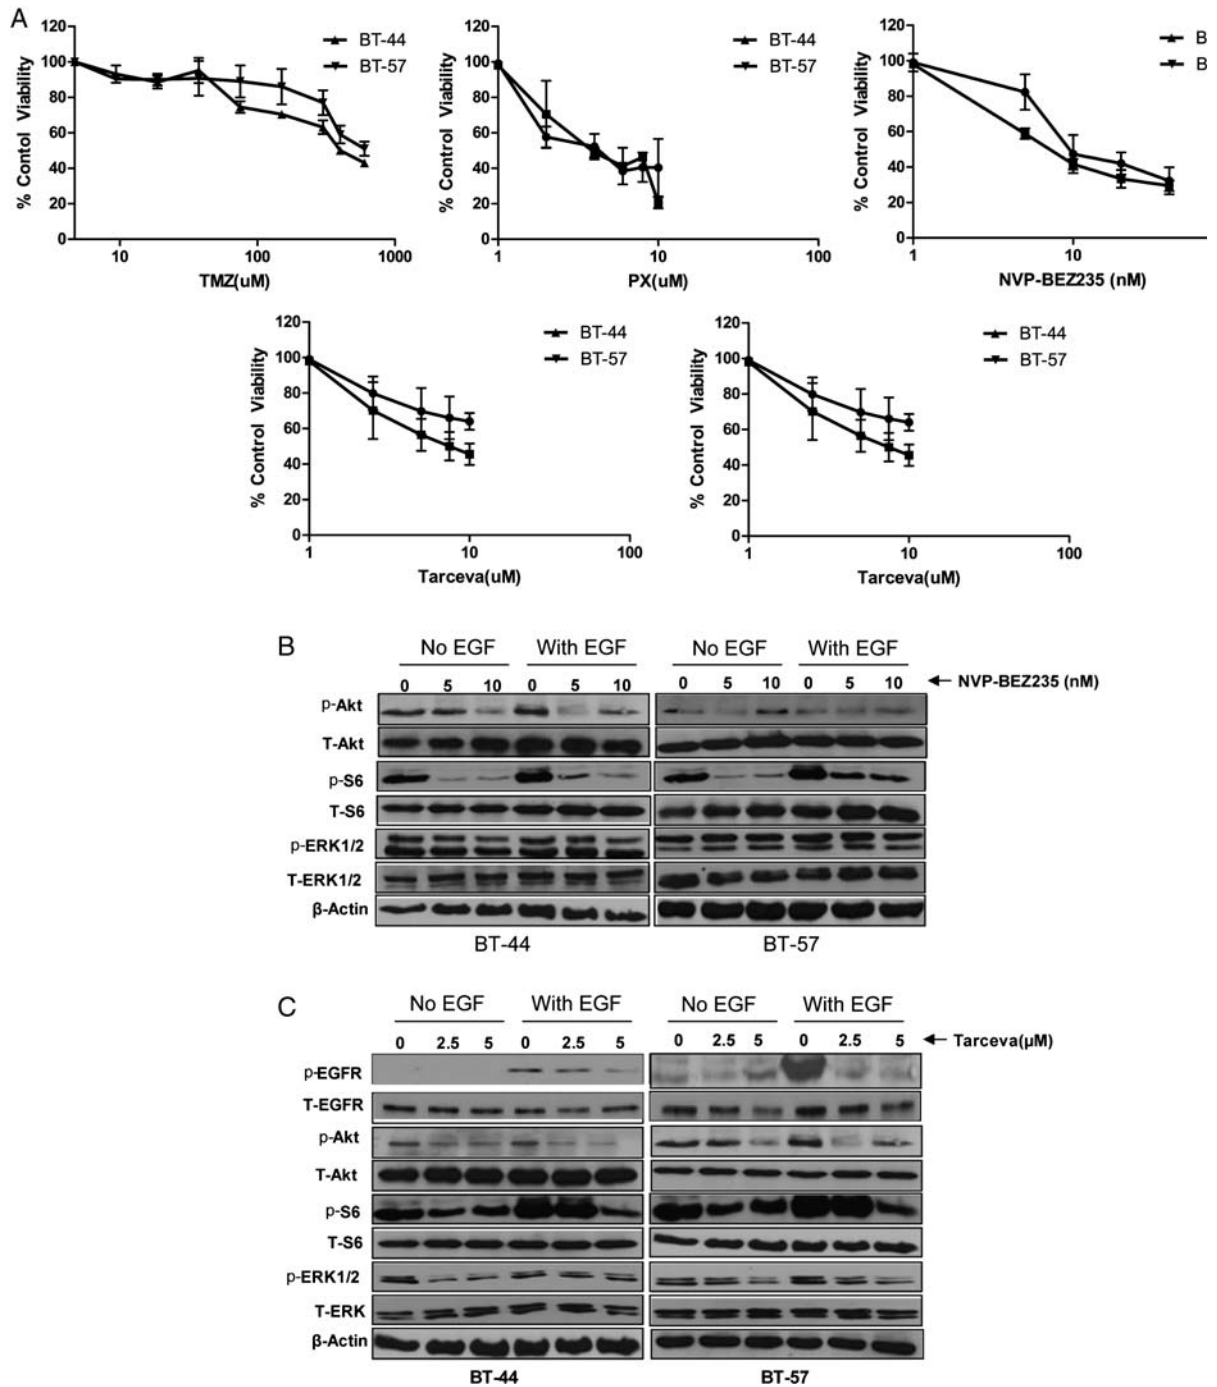 A
% Contol Viability
120
100
80
60
40
20
0
10
100
1000
TMZ(uM)
BT-44
BT-57
% Control Viability
120
100
80
60
40
20
0
1
10
100
PX(uM)
BT-44
BT-57
% Control Viability
120
100
80
60
40
20
0
1
10
NVP-BEZ235 (nM)
B
B
% Control Viability
120
100
80
60
40
20
0
1
10
100
Tarceva(uM)
BT-44
BT-57
% Control Viability
120
100
80
60
40
20
0
1
10
100
Tarceva(uM)
BT-44
BT-57
B
No EGF With EGF No EGF With EGF
0 5 10 0 5 10 0 5 10 0 5 10 NVP-BEZ235 (nM)
p-Akt
T-Akt
p-S6
T-S6
p-ERK1/2
T-ERK1/2
β-Actin
BT-44 BT-57
C
No EGF With EGF No EGF With EGF
0 2.5 5 0 2.5 5 0 2.5 5 0 2.5 5 Tarceva(µM)
p-EGFR
T-EGFR
p-Akt
T-Akt
p-S6
T-S6
p-ERK1/2
T-ERK
β-Actin
BT-44 BT-57